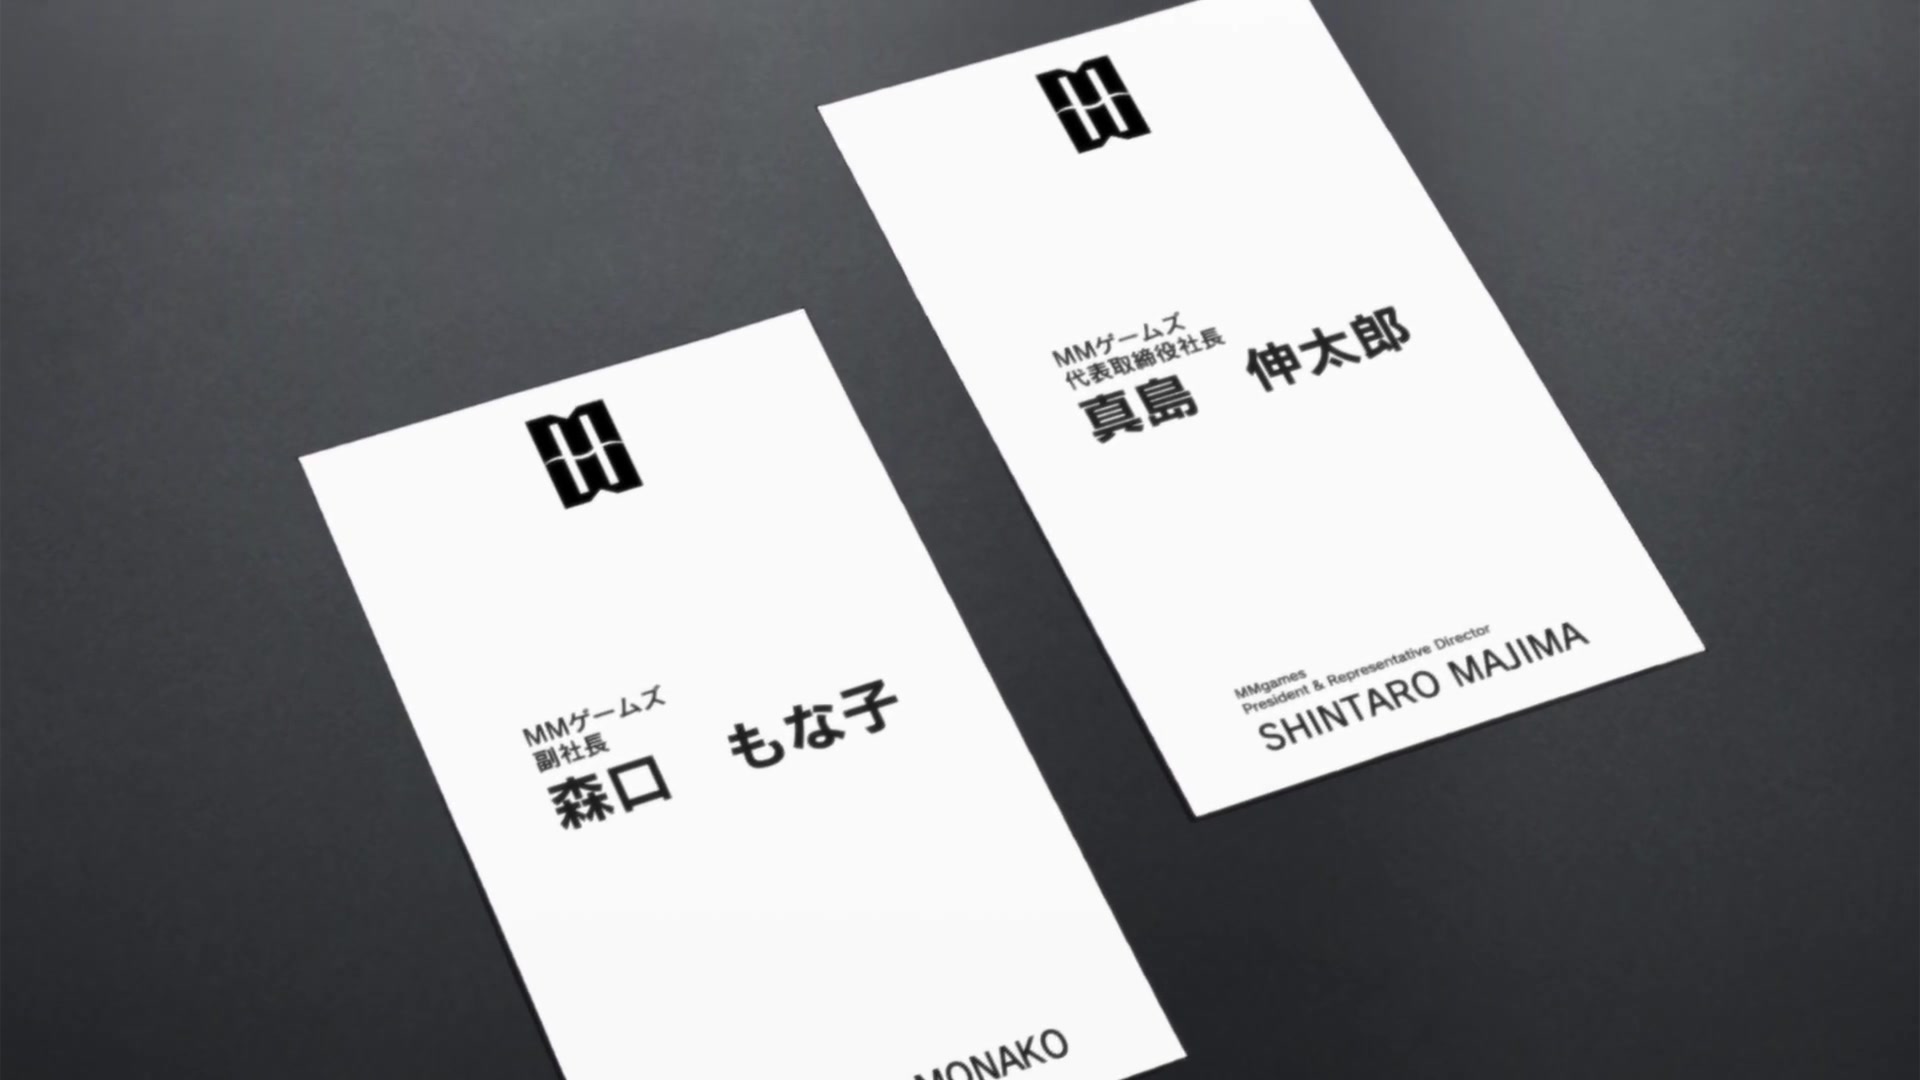 MMゲームズ
副社長
森口　もな子
MONAKO
MMゲームズ
代表取締役社長
真島　伸太郎
MMgames
President & Representative Director
SHINTARO MAJIMA